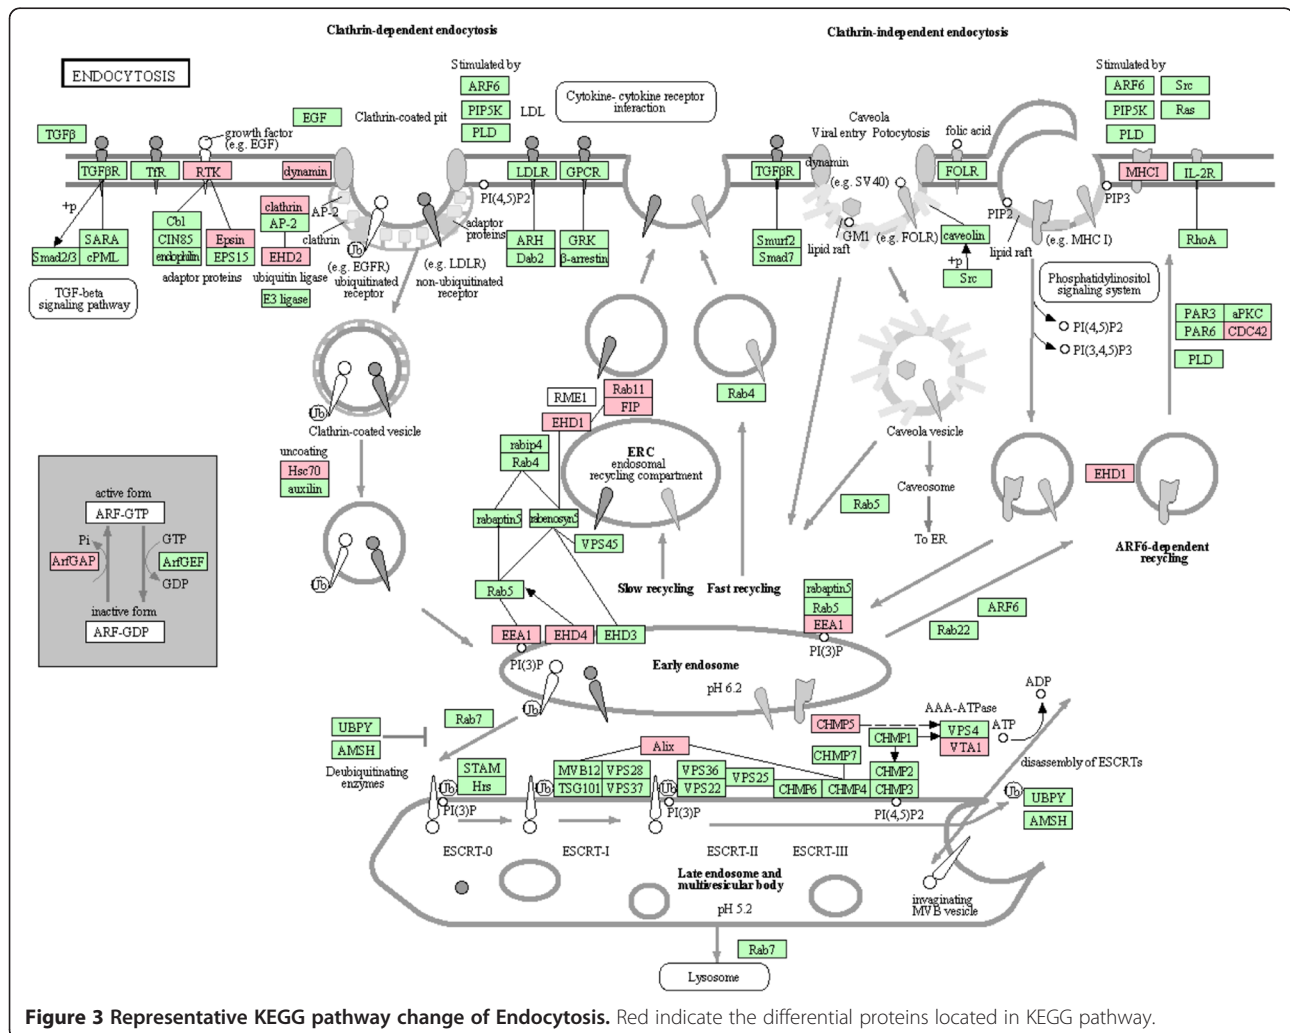 Clathrin-dependent endocytosis
Clathrin-independent endocytosis
ENDOCYTOSIS
Stimulated by
ARF6
PIP5K
PLD
LDL
Cytokine- cytokine receptor
interaction
Stimulated by
ARF6
Src
PIP5K
Ras
PLD
EGF
Clathrin-coated pit
Caveola
Viral entry Potocytosis
folic acid
TGFβ
growth factor
(e.g. EGF)
TGFβR
TfR
RTK
dynamin
LDLR
GPCR
TGFβR
dynamin
FOLR
MHCI
IL-2R
(e.g. SV40)
+p
clathrin
AP-2
AP-2
clathrin
PI(4,5)P2
adaptor
proteins
PIP2
PIP3
Cbl
CIN85
endophilin
Epsin
EPS15
EHD2
SARA
Smad2/3
cPML
adaptor proteins
ubiquitin ligase
E3 ligase
Ub
(e.g. EGFR)
ubiquitinated
receptor
(e.g. LDLR)
non-ubiquitinated
receptor
ARH
Dab2
GRK
β-arrestin
Smurf2
Smad7
GM1
lipid raft
(e.g. FOLR)
caveolin
+p
Src
lipid raft
(e.g. MHC I)
RhoA
TGF-beta
signaling pathway
Phosphatidylinositol
signaling system
PI(4,5)P2
PI(3,4,5)P3
PAR3
aPKC
PAR6
CDC42
PLD
Ub
Clathrin-coated vesicle
RME1
Rab11
FIP
EHD1
Rab4
Caveola vesicle
uncoating
Hsc70
auxilin
rabip4
Rab4
ERC
endosomal
recycling compartment
EHD1
Caveosome
Rab5
To ER
active form
ARF-GTP
Pi
GTP
ArfGAP
ArfGEF
GDP
inactive form
ARF-GDP
rabaptin5
rabenosyn5
VPS45
ARF6-dependent
recycling
Ub
Rab5
Slow recycling
Fast recycling
rabaptin5
Rab5
EEA1
PI(3)P
ARF6
Rab22
EEA1
EHD4
EHD3
PI(3)P
Early endosome
pH 6.2
Ub
Rab7
UBPY
AMSH
Deubiquitinating
enzymes
ADP
AAA-ATPase
ATP
CHMP5
CHMP1
VPS4
VTA1
disassembly of ESCRTs
Alix
CHMP7
STAM
Hrs
Ub
MVB12
VPS28
TSG101
VPS37
Ub
VPS36
VPS22
VPS25
Ub
CHMP2
CHMP6
CHMP4
CHMP3
PI(3)P
PI(3)P
PI(4,5)P2
Ub
UBPY
AMSH
ESCRT-0
ESCRT-I
ESCRT-II
ESCRT-III
Late endosome and
multivesicular body
pH 5.2
invaginating
MVB vesicle
Rab7
Lysosome
Figure 3 Representative KEGG pathway change of Endocytosis. Red indicate the differential proteins located in KEGG pathway.